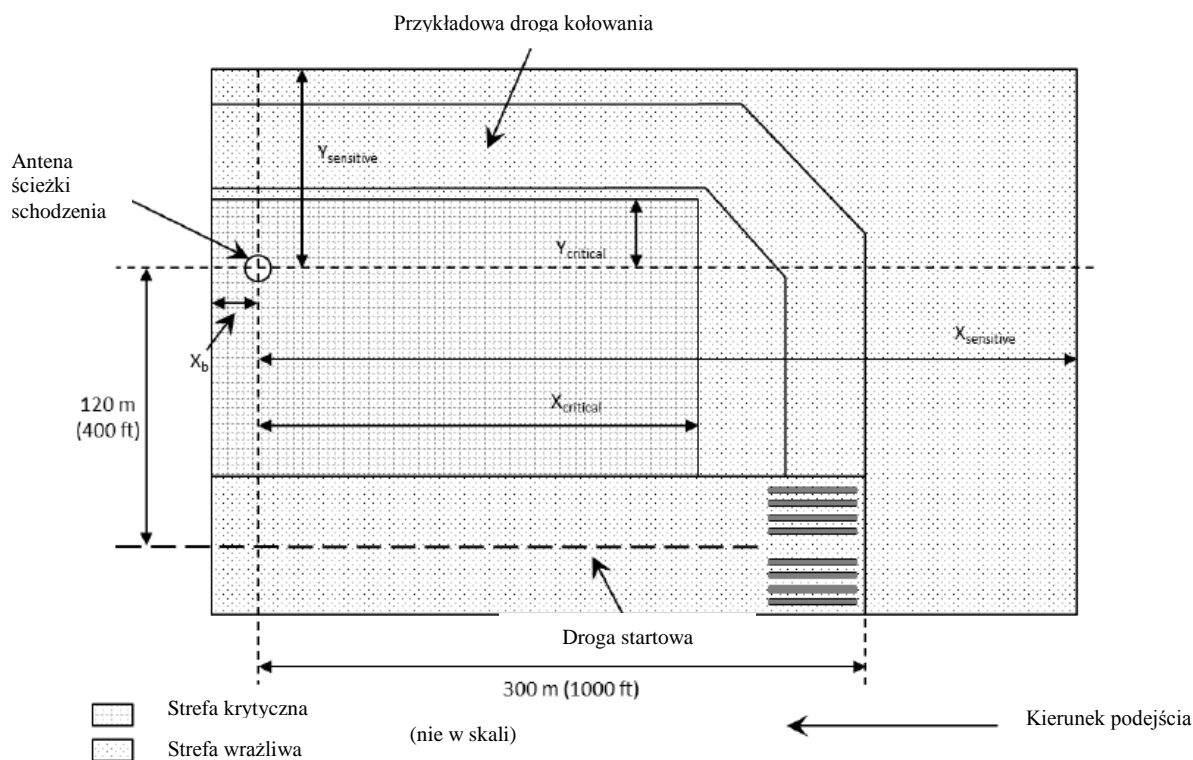 Przykładowa droga kołowania
Antena
ścieżki
schodzenia
Ysensitive
Ycritical
Xb
Xsensitive
120 m
(400 ft)
Xcritical
Droga startowa
300 m (1000 ft)
Strefa krytyczna
(nie w skali)
Kierunek podejścia
Strefa wrażliwa